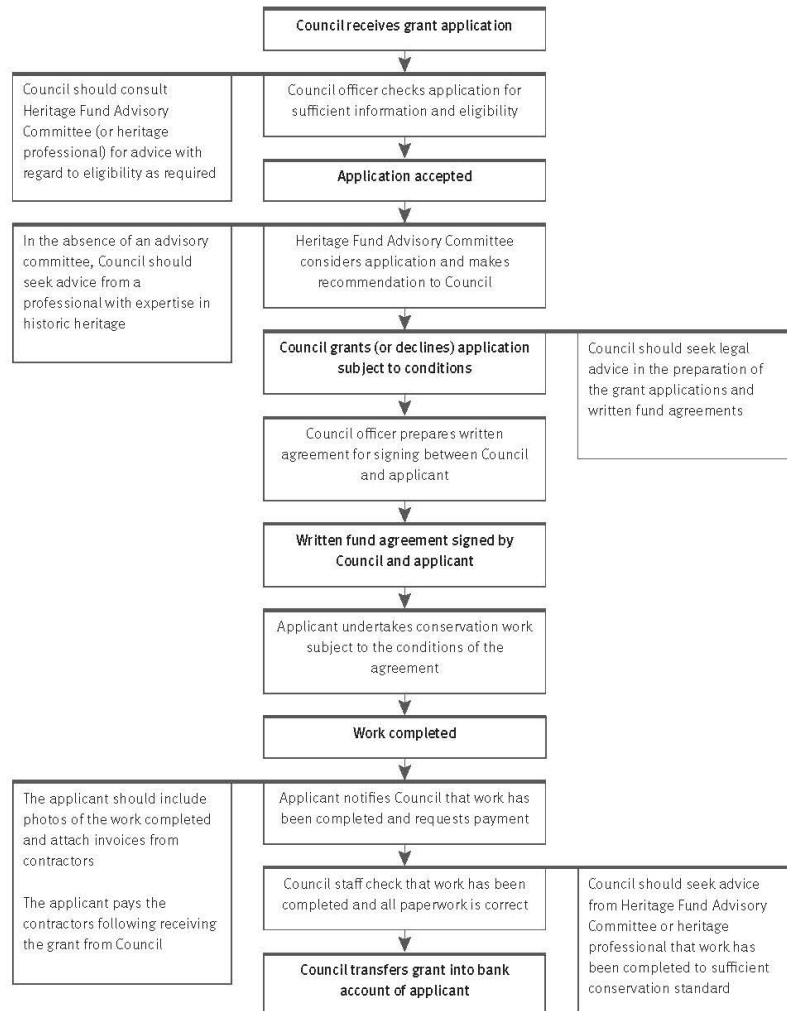 Council receives grant application
Council should consult
Heritage Fund Advisory
Committee (or heritage
professional) for advice with
regard to eligibility as required
Council officer checks application for
sufficient information and eligibility
Application accepted
In the absence of an advisory
committee, Council should
seek advice from a
professional with expertise in
historic heritage
Heritage Fund Advisory Committee
considers application and makes
recommendation to Council
Council grants (or declines) application
subject to conditions
Council should seek legal
advice in the preparation of
the grant applications and
written fund agreements
Council officer prepares written
agreement for signing between Council
and applicant
Written fund agreement signed by
Council and applicant
Applicant undertakes conservation work
subject to the conditions of the
agreement
Work completed
The applicant should include
photos of the work completed
and attach invoices from
contractors
The applicant pays the
contractors following receiving
the grant from Council
Applicant notifies Council that work has
been completed and requests payment
Council staff check that work has been
completed and all paperwork is correct
Council should seek advice
from Heritage Fund Advisory
Committee or heritage
professional that work has
been completed to sufficient
conservation standard
Council transfers grant into bank
account of applicant